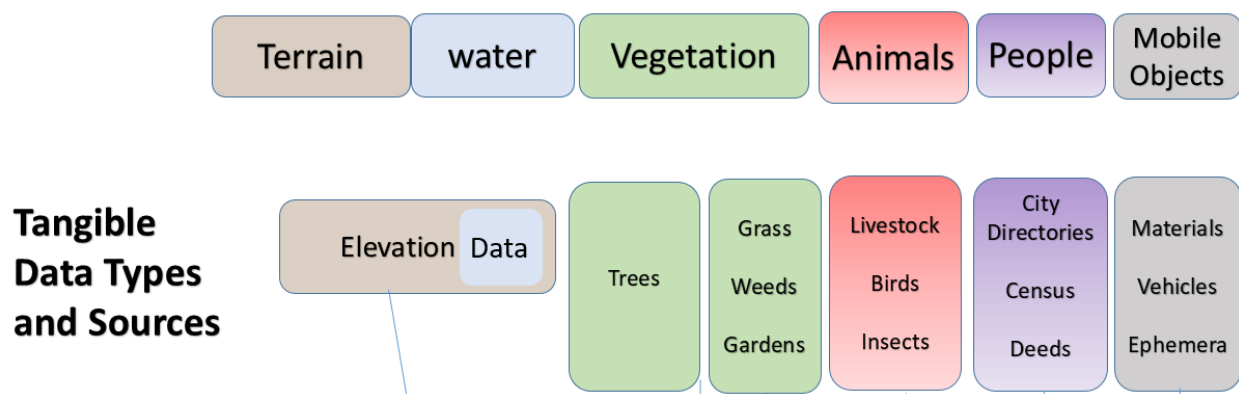 Terrain
water
Vegetation
Animals
People
Mobile
Objects
Tangible
Data Types
and Sources
Elevation Data
Trees
Grass
Weeds
Gardens
Livestock
Birds
Insects
City
Directories
Census
Deeds
Materials
Vehicles
Ephemera